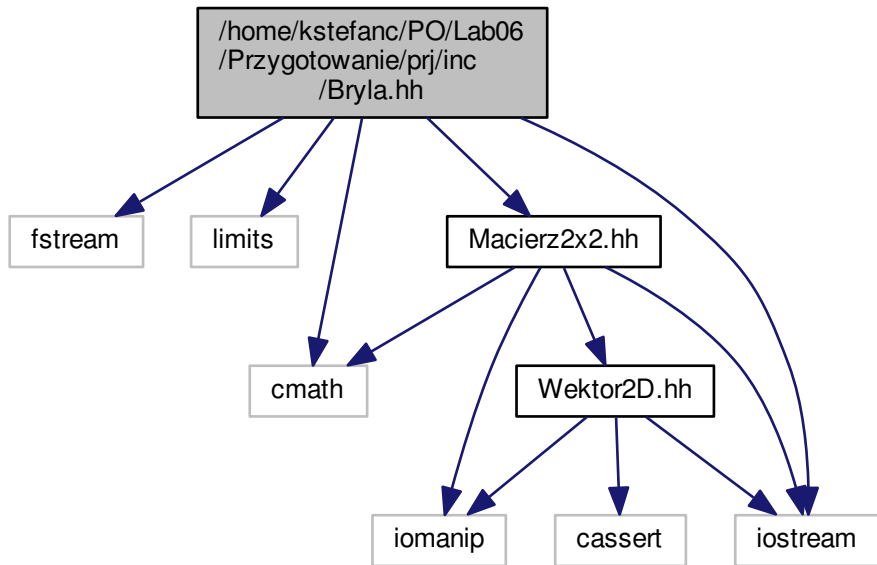 /home/kstefanc/PO/Lab06
/Przygotowanie/prj/inc
/Bryla.hh
fstream
limits
Macierz2x2.hh
cmath
Wektor2D.hh
iomanip
cassert
iostream